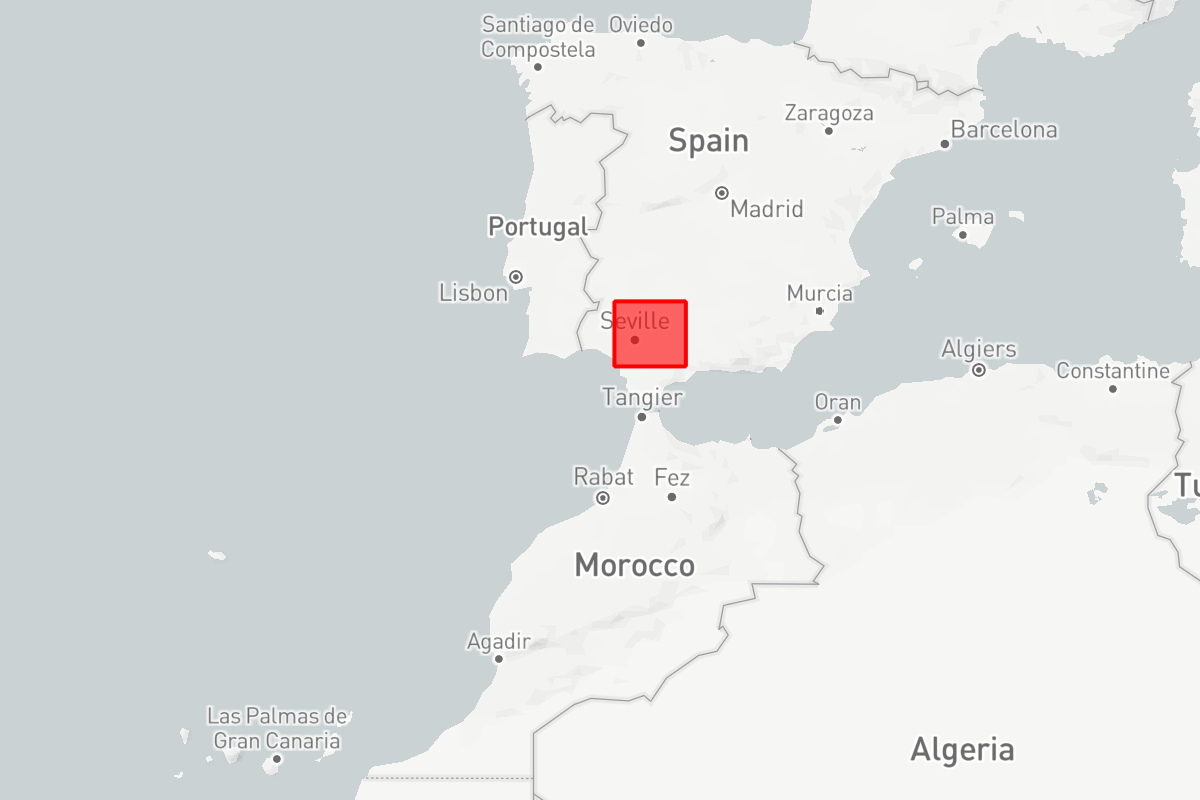 Santiago de
Compostela
Oviedo
Zaragoza
Barcelona
Spain
Madrid
Palma
Portugal
Lisbon
Murcia
Seville
Algiers
Constantine
Tangier
Oran
Rabat
Fez
Tu
Morocco
Agadir
Las Palmas de
Gran Canaria
Algeria